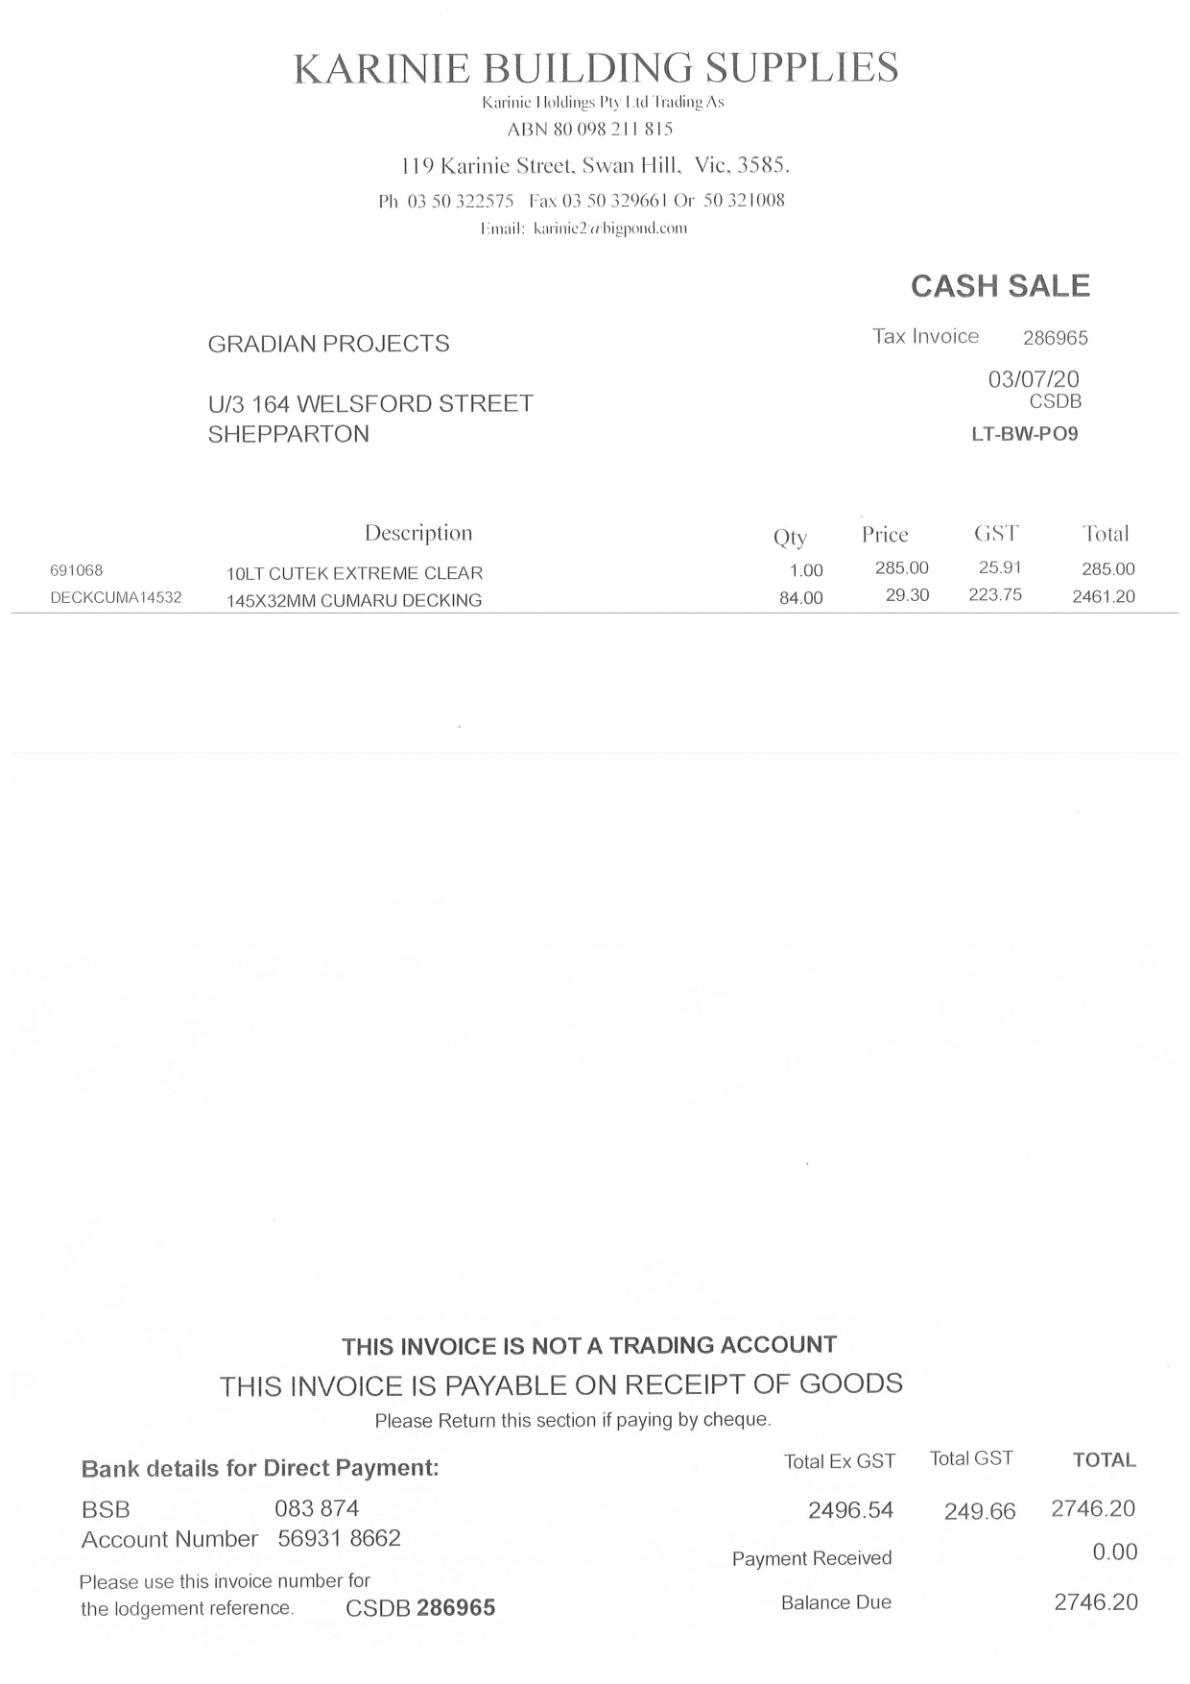 KARINIE BUILDING SUPPLIES
Karinie Holdings Pty Ltd Trading As
ABN 80 098 211 815
119 Karinie Street, Swan Hill, Vic, 3585.
Ph 03 50 322575 Fax 03 50 329661 Or 50 321008
Email: karinie2@bigpond.com
CASH SALE
GRADIAN PROJECTS
Tax Invoice 286965
03/07/20
U/3 164 WELSFORD STREET
CSDB
SHEPPARTON
LT-BW-PO9
Description Qty Price GST Total
691068 10LT CUTEK EXTREME CLEAR 1.00 285.00 25.91 285.00
DECKCUMA14532 145X32MM CUMARU DECKING 84.00 29.30 223.75 2461.20
THIS INVOICE IS NOT A TRADING ACCOUNT
THIS INVOICE IS PAYABLE ON RECEIPT OF GOODS
Please Return this section if paying by cheque.
Bank details for Direct Payment: Total Ex GST Total GST TOTAL
BSB 083 874 2496.54 249.66 2746.20
Account Number 56931 8662
Payment Received 0.00
Please use this invoice number for
the lodgement reference. CSDB 286965 Balance Due 2746.20